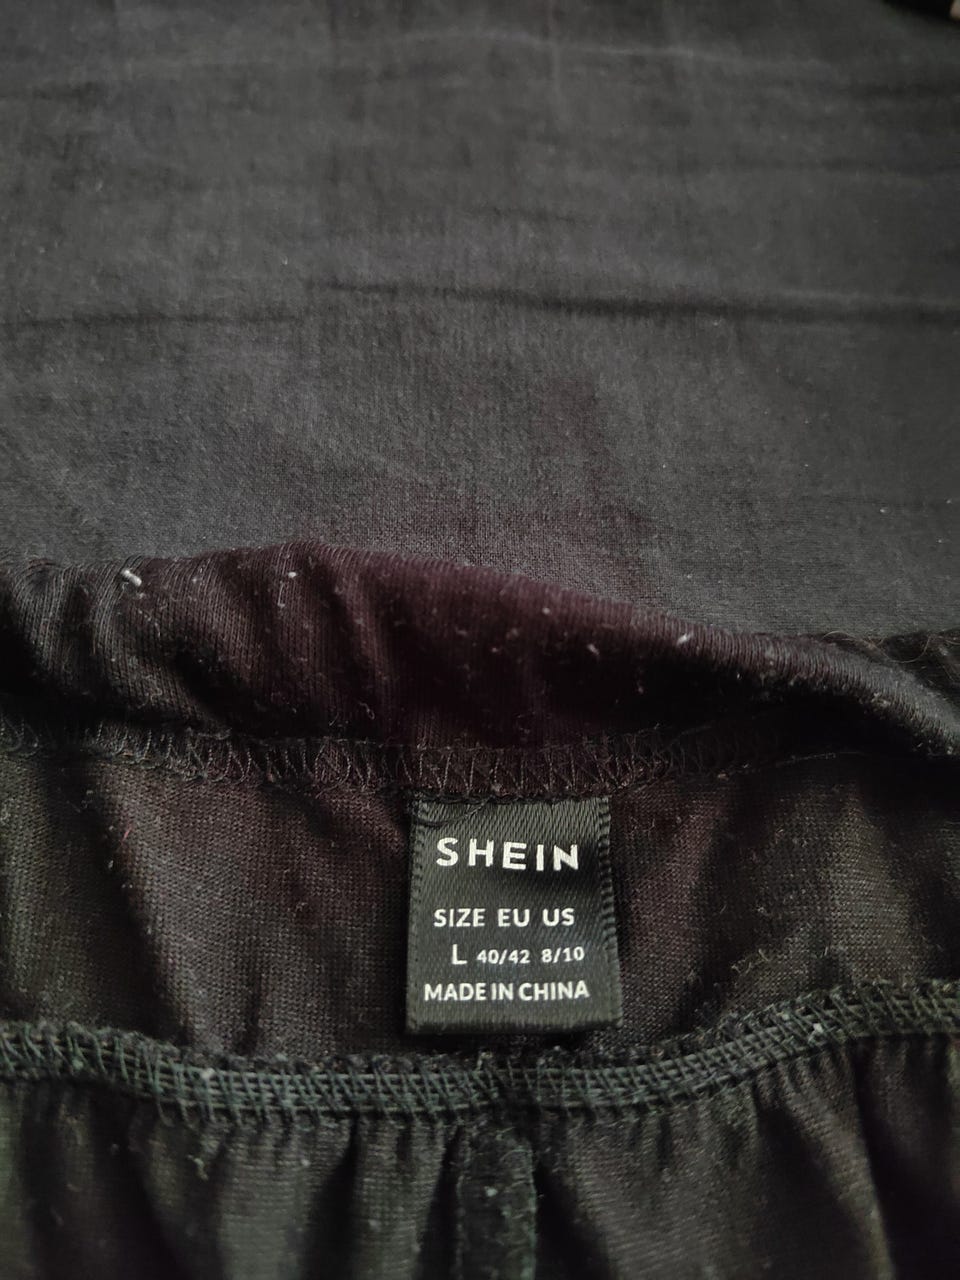 SHEIN
SIZE EU US
L 40/42 8/10
MADE IN CHINA